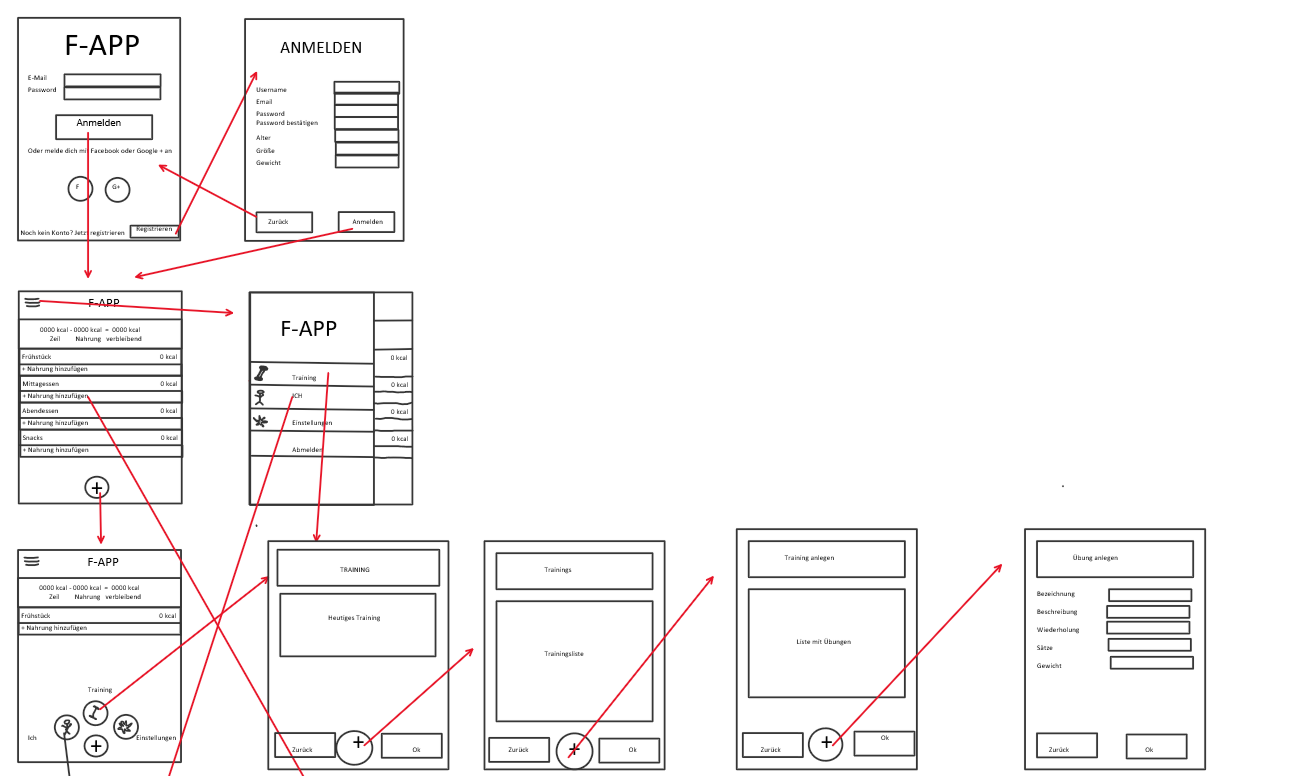 F-APP
E-Mail
Password
Anmelden
Oder melde dich mit Facebook oder Google + an
F
G+
Noch kein Konto? Jetzt registrieren
Registrieren
ANMELDEN
Username
Email
Password
Password bestätigen
Alter
Größe
Gewicht
Zurück
Anmelden
F-APP
0000 kcal - 0000 kcal = 0000 kcal
Zeil Nahrung verbleibend
Frühstück 0 kcal
+ Nahrung hinzufügen
Mittagessen 0 kcal
+ Nahrung hinzufügen
Abendessen 0 kcal
+ Nahrung hinzufügen
Snacks 0 kcal
+ Nahrung hinzufügen
+
F-APP
Training
ICH
Einstellungen
Abmelden
0 kcal
0 kcal
0 kcal
0 kcal
F-APP
0000 kcal - 0000 kcal = 0000 kcal
Zeil Nahrung verbleibend
Frühstück 0 kcal
+ Nahrung hinzufügen
Training
Ich
Einstellungen
+
TRAINING
Heutiges Training
Zurück
+
Ok
Trainings
Trainingsliste
Zurück
+
Ok
Training anlegen
Liste mit Übungen
Zurück
+
Ok
Übung anlegen
Bezeichnung
Beschreibung
Wiederholung
Sätze
Gewicht
Zurück
Ok